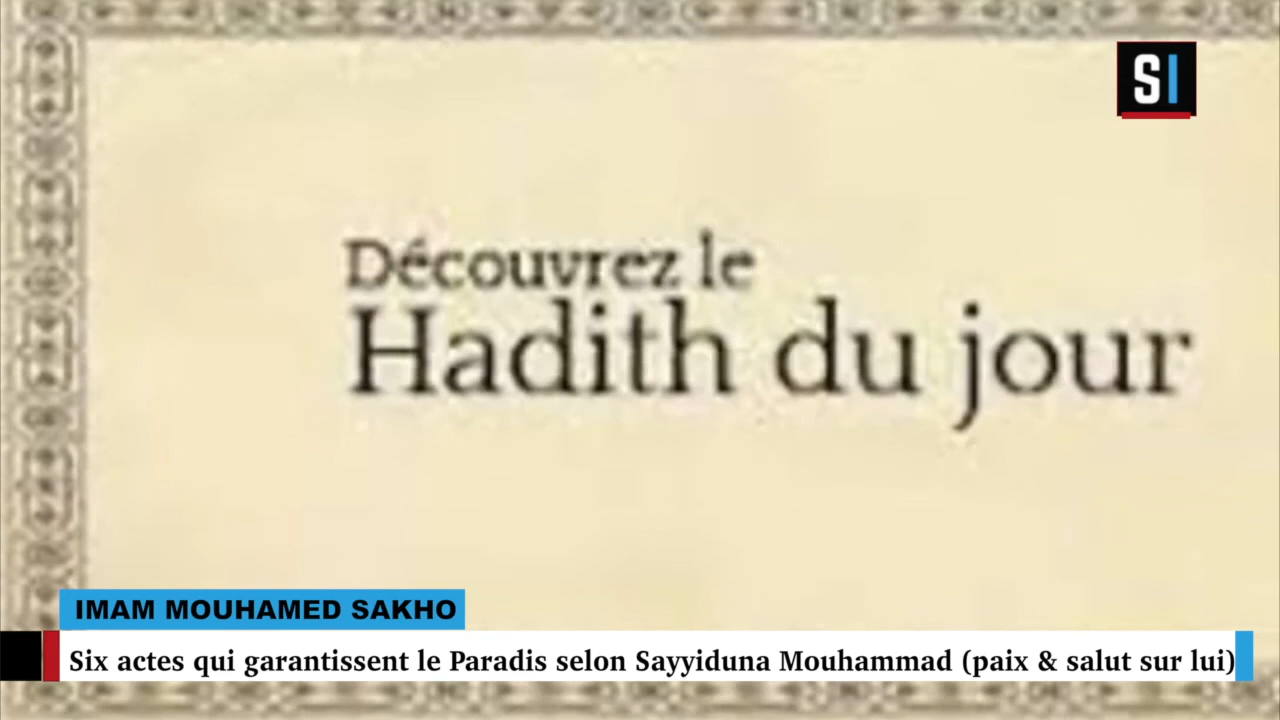 SI
Découvrez le
Hadith du jour
IMAM MOUHAMED SAKHO
Six actes qui garantissent le Paradis selon Sayyiduna Mouhammad (paix & salut sur lui)